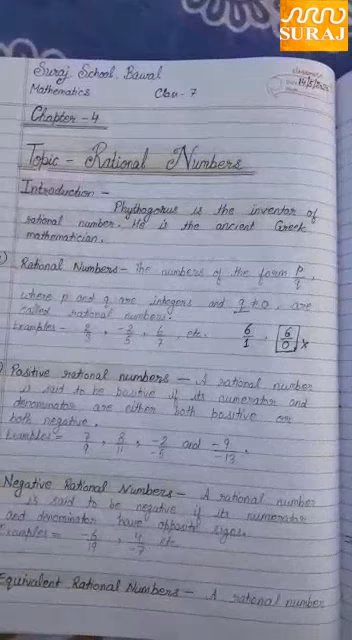 SURAJ
Suraj School, Bawal
Mathematics Class - 7
14/5/
Chapter - 4
Topic - Rational Numbers
Introduction -
Phythagorus is the inventor of
rational number. He is the ancient Greek
mathematician.
Rational Numbers - The numbers of the form p/q,
where p and q are integers and q ≠ 0, are
called rational numbers.
Examples - 2/3, -2/5, 6/7, etc. 6/1, 6/0 x
Positive rational numbers - A rational number
is said to be positive if its numerator and
denominator are either both positive or
both negative.
Examples = 7/9, 3/11, -2/-5 and -9/-13.
Negative Rational Numbers - A rational number
is said to be negative if its numerator
and denominator have opposite signs.
Examples = -6/19, 4/-7 etc
Equivalent Rational Numbers - A rational number